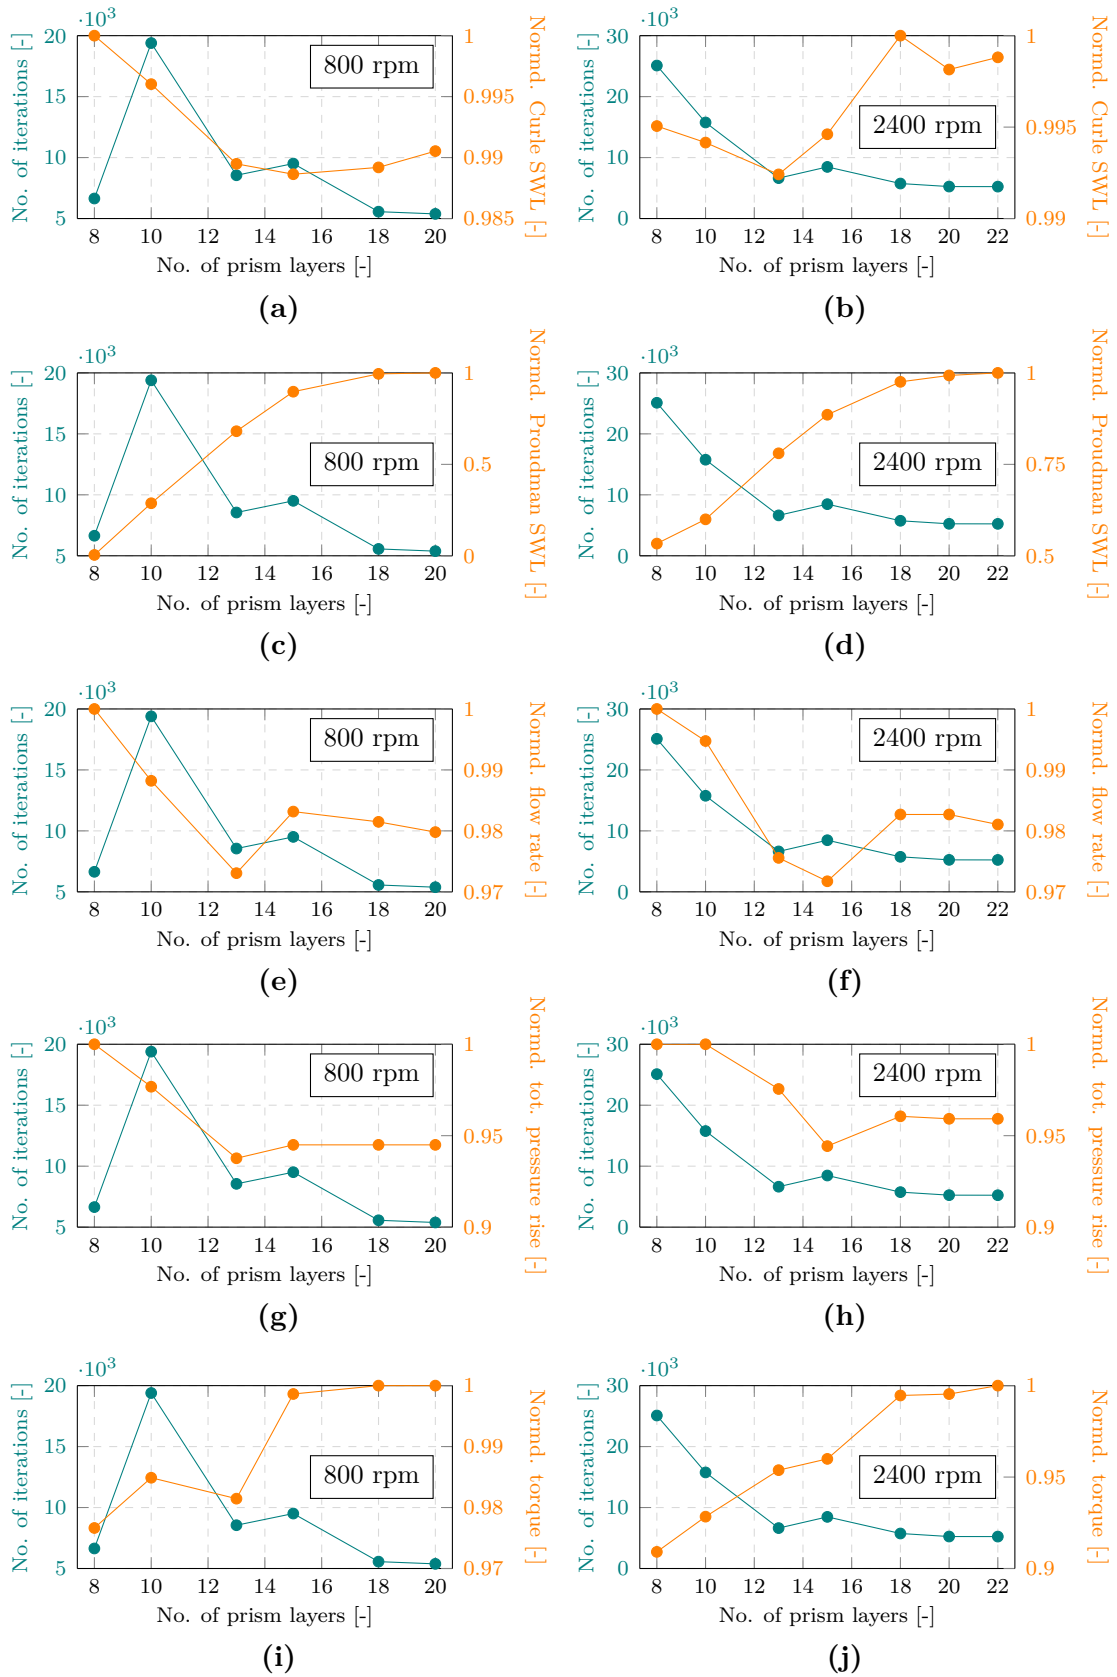 ·10³
20
15
10
5
No. of iterations [-]
1
0.995
0.99
0.985
Normd. Curle SWL [-]
800 rpm
8 10 12 14 16 18 20
No. of prism layers [-]
(a)
·10³
30
20
10
0
No. of iterations [-]
1
0.995
0.99
Normd. Curle SWL [-]
2400 rpm
8 10 12 14 16 18 20 22
No. of prism layers [-]
(b)
·10³
20
15
10
5
No. of iterations [-]
1
0.5
0
Normd. Proudman SWL [-]
800 rpm
8 10 12 14 16 18 20
No. of prism layers [-]
(c)
·10³
30
20
10
0
No. of iterations [-]
1
0.75
0.5
Normd. Proudman SWL [-]
2400 rpm
8 10 12 14 16 18 20 22
No. of prism layers [-]
(d)
·10³
20
15
10
5
No. of iterations [-]
1
0.99
0.98
0.97
Normd. flow rate [-]
800 rpm
8 10 12 14 16 18 20
No. of prism layers [-]
(e)
·10³
30
20
10
0
No. of iterations [-]
1
0.99
0.98
0.97
Normd. flow rate [-]
2400 rpm
8 10 12 14 16 18 20 22
No. of prism layers [-]
(f)
·10³
20
15
10
5
No. of iterations [-]
1
0.95
0.9
Normd. tot. pressure rise [-]
800 rpm
8 10 12 14 16 18 20
No. of prism layers [-]
(g)
·10³
30
20
10
0
No. of iterations [-]
1
0.95
0.9
Normd. tot. pressure rise [-]
2400 rpm
8 10 12 14 16 18 20 22
No. of prism layers [-]
(h)
·10³
20
15
10
5
No. of iterations [-]
1
0.99
0.98
0.97
Normd. torque [-]
800 rpm
8 10 12 14 16 18 20
No. of prism layers [-]
(i)
·10³
30
20
10
0
No. of iterations [-]
1
0.95
0.9
Normd. torque [-]
2400 rpm
8 10 12 14 16 18 20 22
No. of prism layers [-]
(j)